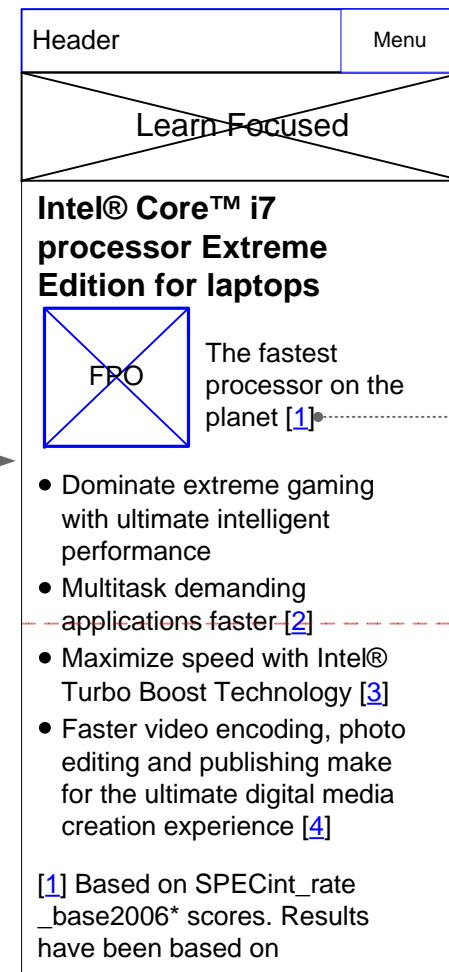 Header
Menu
Learn Focused
Intel® Core™ i7
processor Extreme
Edition for laptops
FPO
The fastest
processor on the
planet [1]
Dominate extreme gaming
with ultimate intelligent
performance
Multitask demanding
applications faster [2]
Maximize speed with Intel®
Turbo Boost Technology [3]
Faster video encoding, photo
editing and publishing make
for the ultimate digital media
creation experience [4]
[1] Based on SPECint_rate
_base2006* scores. Results
have been based on